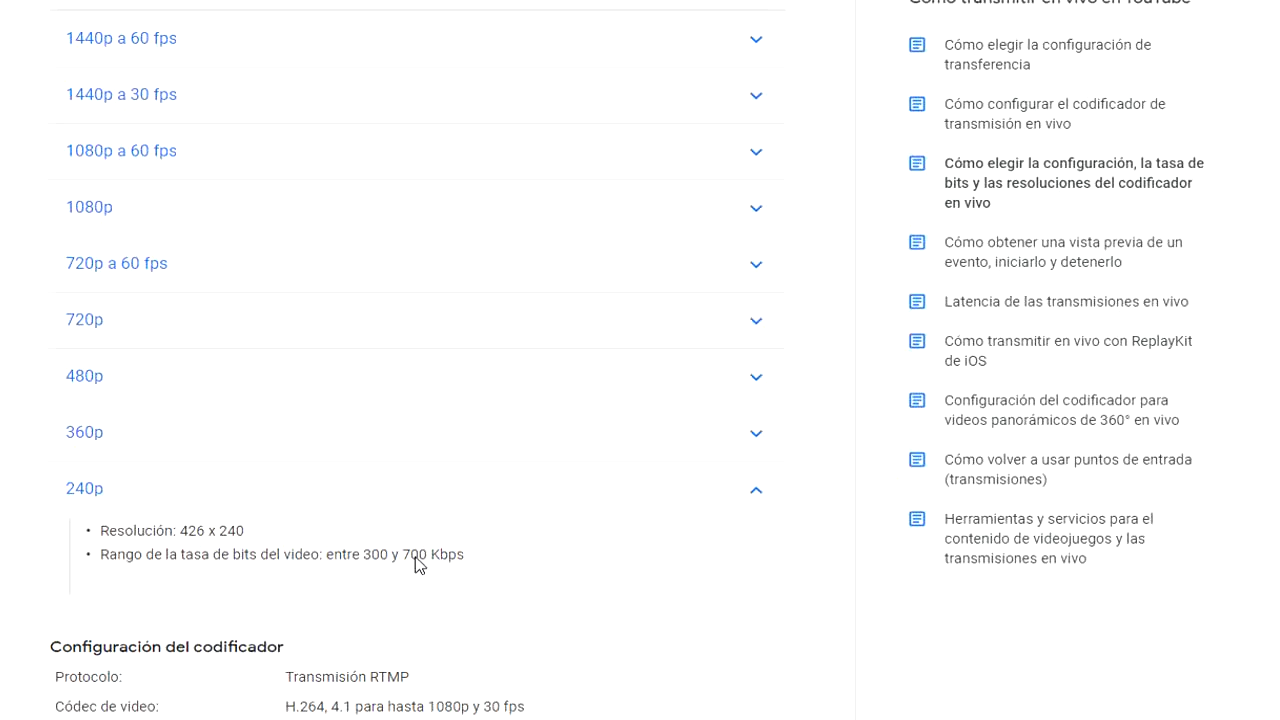 1440p a 60 fps
1440p a 30 fps
1080p a 60 fps
1080p
720p a 60 fps
720p
480p
360p
240p
• Resolución: 426 x 240
• Rango de la tasa de bits del video: entre 300 y 700 Kbps
Configuración del codificador
Protocolo: Transmisión RTMP
Códec de video: H.264, 4.1 para hasta 1080p y 30 fps
Cómo transmitir en vivo en YouTube
Cómo elegir la configuración de
transferencia
Cómo configurar el codificador de
transmisión en vivo
Cómo elegir la configuración, la tasa de
bits y las resoluciones del codificador
en vivo
Cómo obtener una vista previa de un
evento, iniciarlo y detenerlo
Latencia de las transmisiones en vivo
Cómo transmitir en vivo con ReplayKit
de iOS
Configuración del codificador para
videos panorámicos de 360° en vivo
Cómo volver a usar puntos de entrada
(transmisiones)
Herramientas y servicios para el
contenido de videojuegos y las
transmisiones en vivo